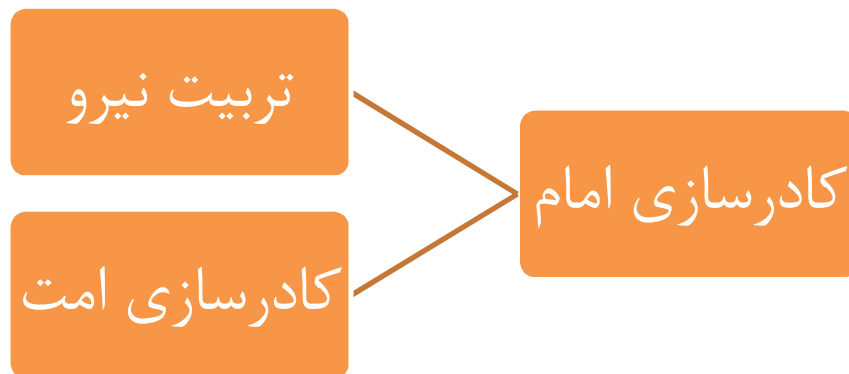 کادرسازی امام
تربیت نیرو
کادرسازی امت